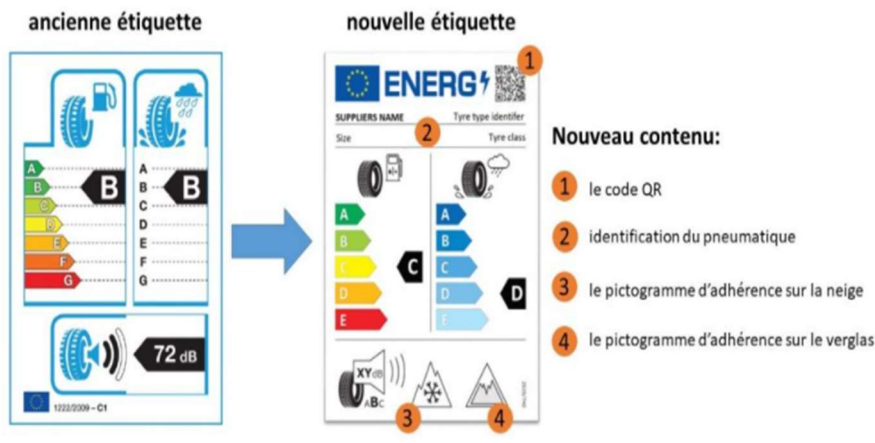 ancienne étiquette
A
B
C
D
E
F
G
B
A
B
C
D
E
F
G
B
72 dB
1222/2009 – C1
nouvelle étiquette
1
ENERG
SUPPLIERS NAME
Tyre type identifer
2
Size
Tyre class
A
B
C
D
E
C
A
B
C
D
E
D
XY dB
ABC
3
4
Nouveau contenu:
1 le code QR
2 identification du pneumatique
3 le pictogramme d'adhérence sur la neige
4 le pictogramme d'adhérence sur le verglas